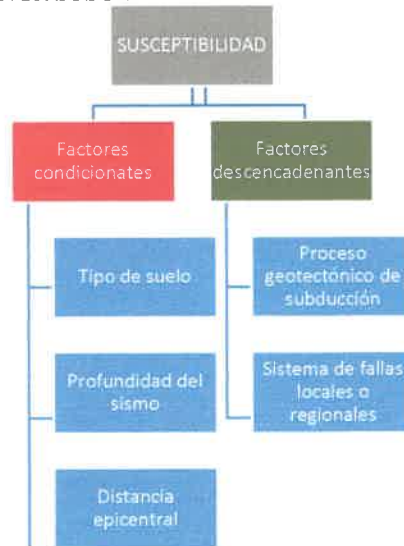 SUSCEPTIBILIDAD
Factores
condicionates
Factores
descencadenantes
Tipo de suelo
Proceso
geotectónico de
subducción
Profundidad del
sismo
Sistema de fallas
locales o
regionales
Distancia
epicentral